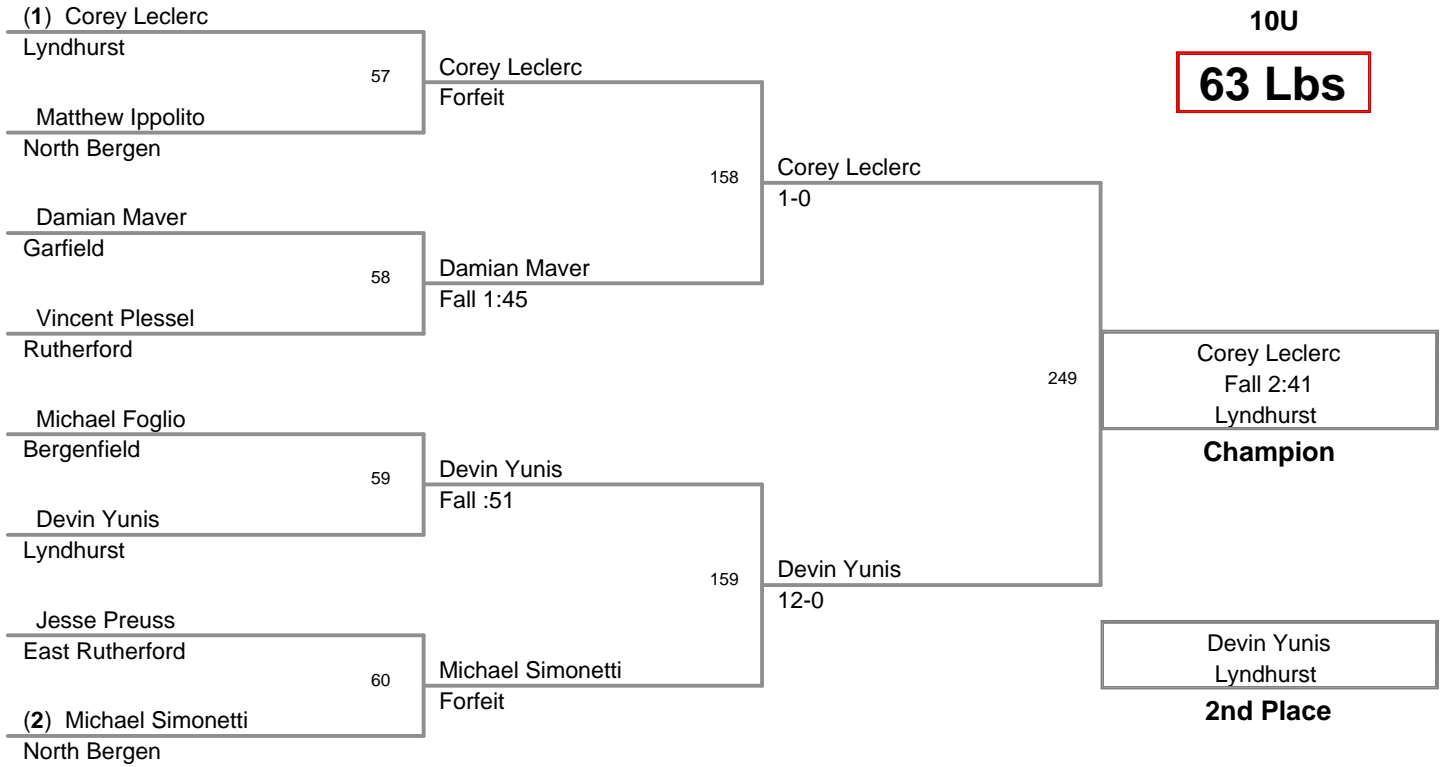 (1) Corey Leclerc
Lyndhurst
57
Matthew Ippolito
North Bergen
Damian Maver
Garfield
58
Vincent Plessel
Rutherford
Michael Foglio
Bergenfield
59
Devin Yunis
Lyndhurst
Jesse Preuss
East Rutherford
60
(2) Michael Simonetti
North Bergen
Corey Leclerc
Forfeit
158
Damian Maver
Fall 1:45
Devin Yunis
Fall :51
159
Michael Simonetti
Forfeit
Corey Leclerc
1-0
249
Devin Yunis
12-0
10U
63 Lbs
Corey Leclerc
Fall 2:41
Lyndhurst
Champion
Devin Yunis
Lyndhurst
2nd Place